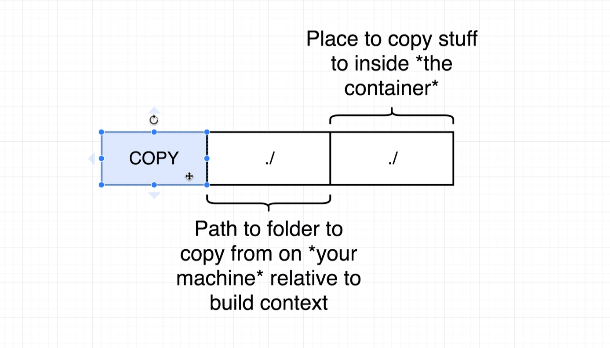 Place to copy stuff
to inside *the
container*
COPY ./ ./
Path to folder to
copy from on *your
machine* relative to
build context